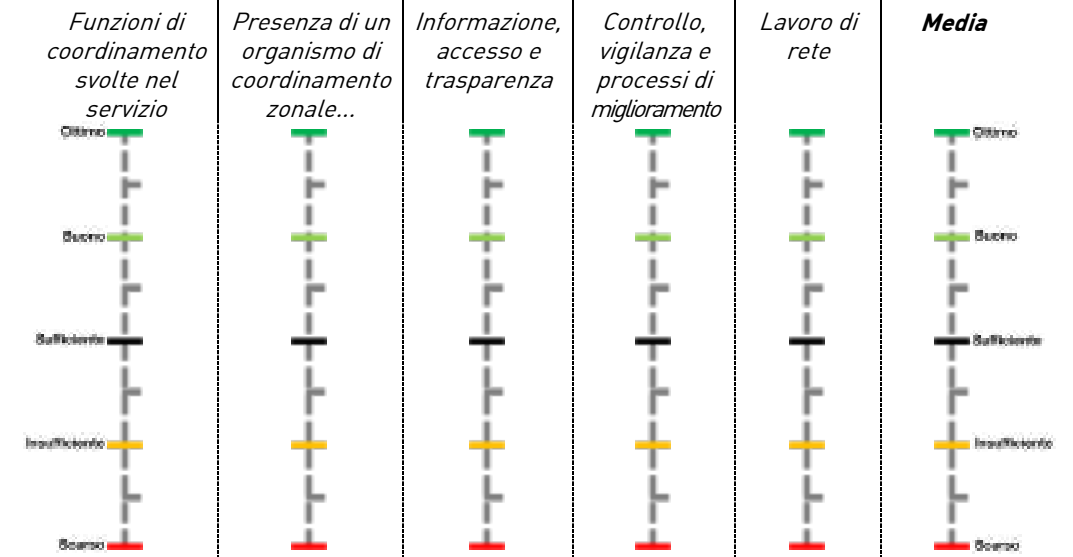 Funzioni di
coordinamento
svolte nel
servizio
Presenza di un
organismo di
coordinamento
zonale...
Informazione,
accesso e
trasparenza
Controllo,
vigilanza e
processi di
miglioramento
Lavoro di
rete
Media
Ottimo
Ottimo
Buono
Buono
Sufficiente
Sufficiente
Insufficiente
Insufficiente
Scarso
Scarso